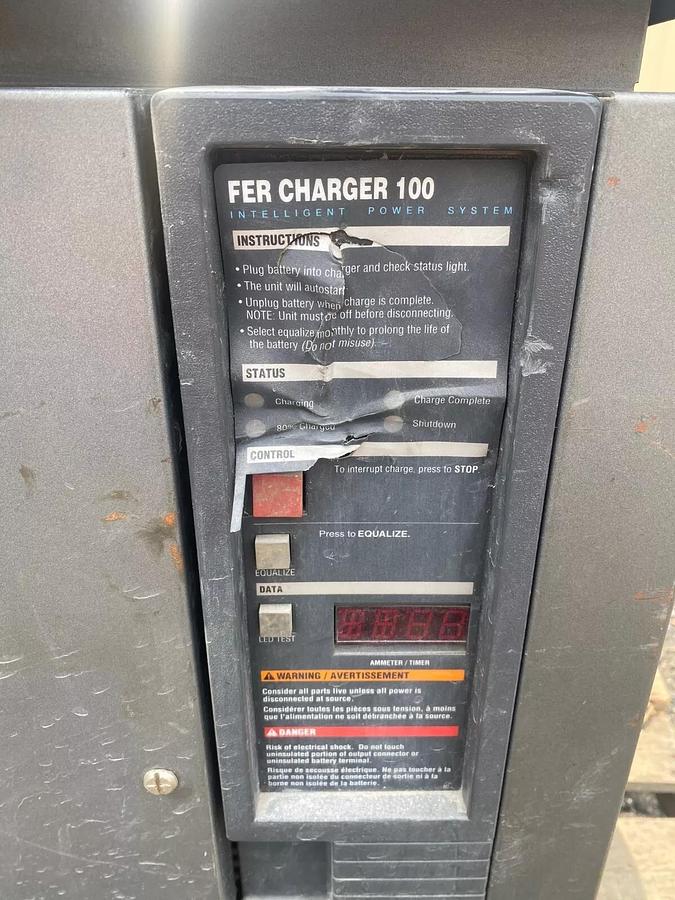 FER CHARGER 100
INTELLIGENT POWER SYSTEM
INSTRUCTIONS
• Plug battery into charger and check status light.
• The unit will autostart
• Unplug battery when charge is complete.
NOTE: Unit must be off before disconnecting.
• Select equalize monthly to prolong the life of
the battery (Do not misuse).
STATUS
Charging
Charge Complete
80% Charged
Shutdown
CONTROL
To interrupt charge, press to STOP.
Press to EQUALIZE.
EQUALIZE
DATA
LED TEST
AMMETER / TIMER
WARNING / AVERTISSEMENT
Consider all parts live unless all power is
disconnected at source.
Considérer toutes les pièces sous tension, à moins
que l'alimentation ne soit débranchée à la source.
DANGER
Risk of electrical shock. Do not touch
uninsulated portion of output connector or
uninsulated battery terminal.
Risque de secousse électrique. Ne pas toucher à la
partie non isolée du connecteur de sortie ni à la
borne non isolée de la batterie.